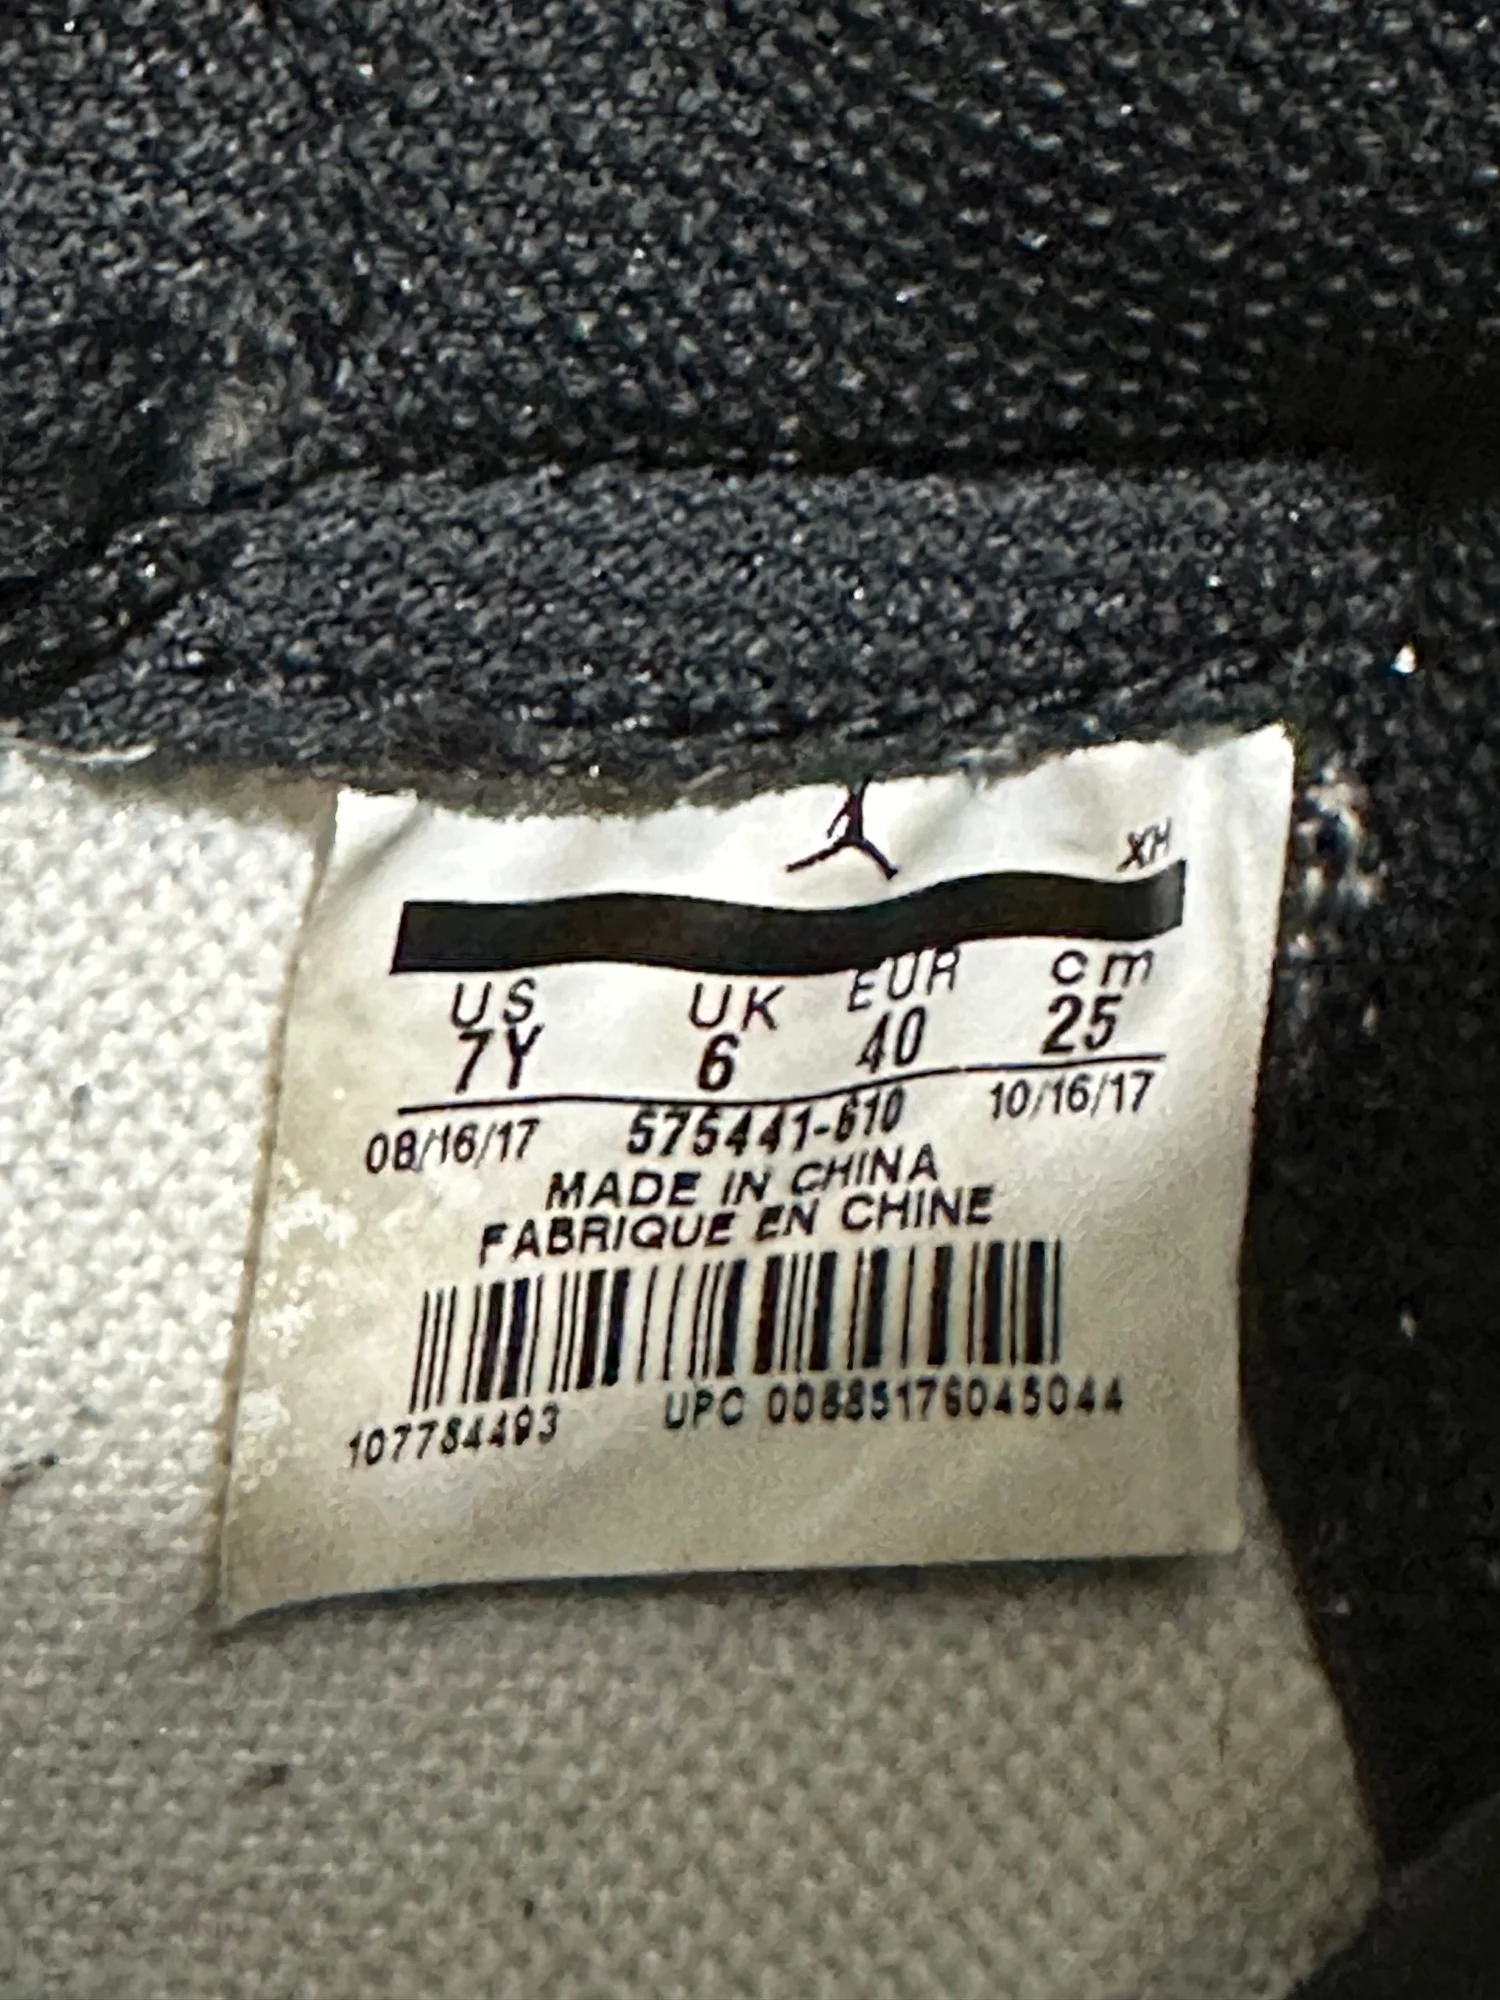 XH
US UK EUR cm
7Y 6 40 25
08/16/17 575441-610 10/16/17
MADE IN CHINA
FABRIQUE EN CHINE
107784493 UPC 00885176045044